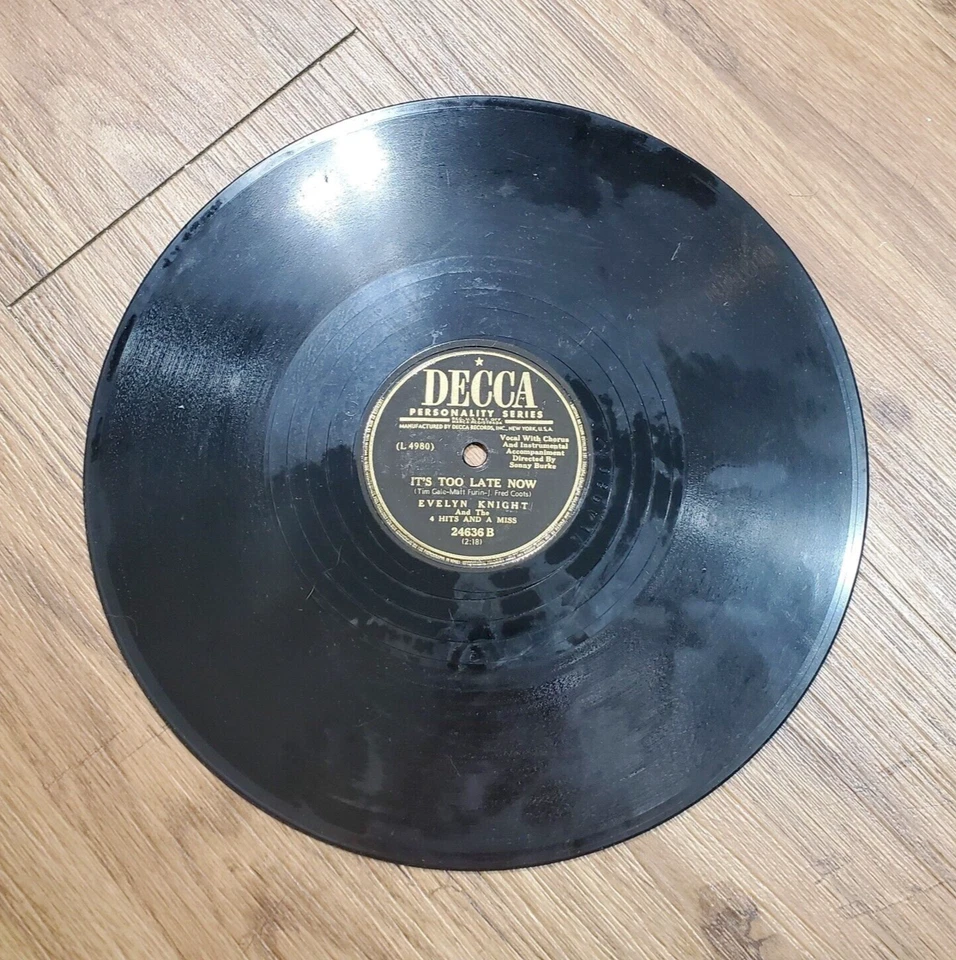 DECCA
PERSONALITY SERIES
MANUFACTURED BY DECCA RECORDS, INC., NEW YORK, U.S.A.
(L 4980)
Vocal With Chorus
And Instrumental
Accompaniment
Directed By
Sonny Burke
IT'S TOO LATE NOW
(Tim Gale-Matt Furin-J. Fred Coots)
EVELYN KNIGHT
And The
4 HITS AND A MISS
24636 B
(2:18)